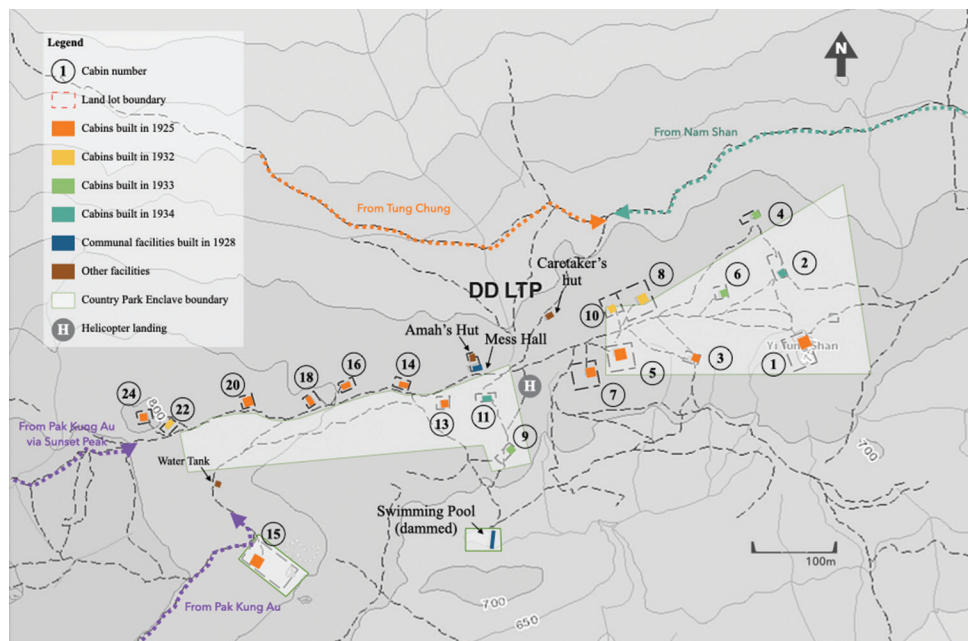 Legend
1 Cabin number
Land lot boundary
Cabins built in 1925
Cabins built in 1932
Cabins built in 1933
Cabins built in 1934
Communal facilities built in 1928
Other facilities
Country Park Enclave boundary
H Helicopter landing
N
From Nam Shan
From Tung Chung
4
2
Caretaker's
hut
8
6
DD LTP
10
Amah's Hut
Mess Hall
Yi Tung Shan
1
3
5
7
16
14
18
20
24
22
800
13
11
H
9
From Pak Kung Au
via Sunset Peak
Water Tank
700
Swimming Pool
(dammed)
15
100m
From Pak Kung Au
700
650